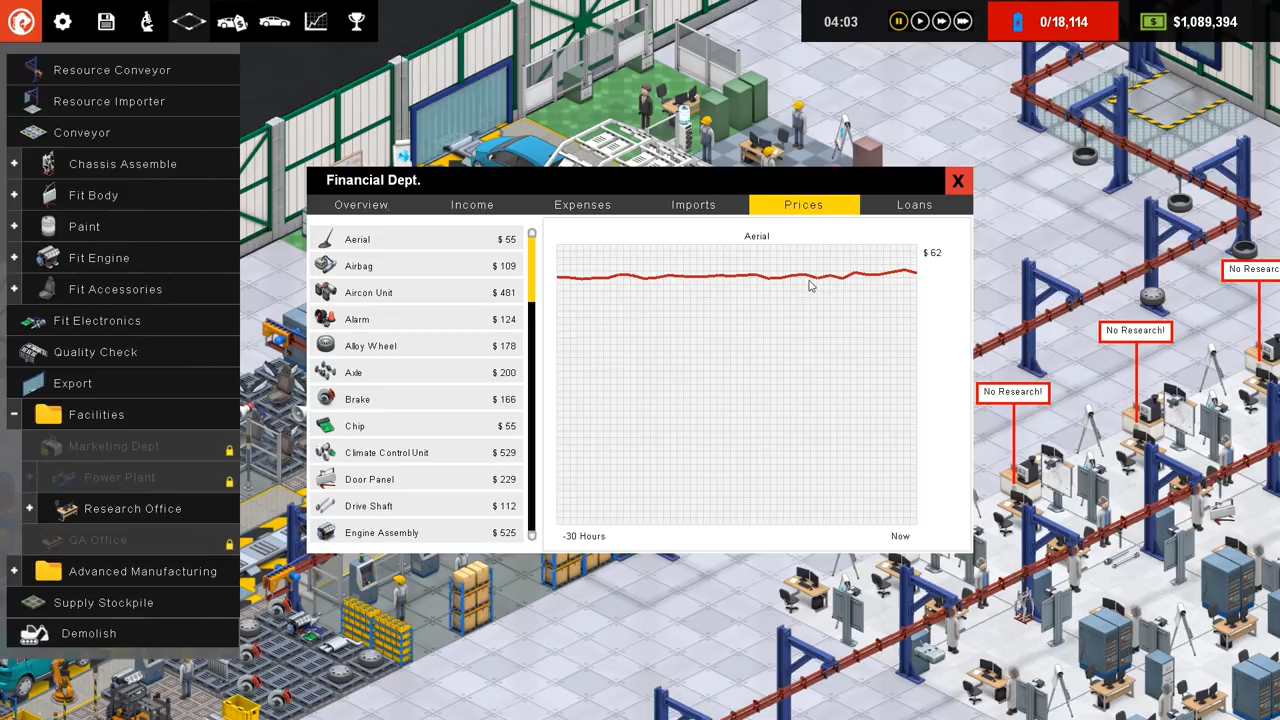 04:03
0/18,114
$1,089,394
Resource Conveyor
Resource Importer
Conveyor
Chassis Assemble
Fit Body
Paint
Fit Engine
Fit Accessories
Fit Electronics
Quality Check
Export
Facilities
Marketing Dept
Power Plant
Research Office
QA Office
Advanced Manufacturing
Supply Stockpile
Demolish
Financial Dept.
X
Overview
Income
Expenses
Imports
Prices
Loans
Aerial $ 55
Airbag $ 109
Aircon Unit $ 481
Alarm $ 124
Alloy Wheel $ 178
Axle $ 200
Brake $ 166
Chip $ 55
Climate Control Unit $ 529
Door Panel $ 229
Drive Shaft $ 112
Engine Assembly $ 525
Aerial
$ 62
-30 Hours
Now
No Researc
No Research!
No Research!